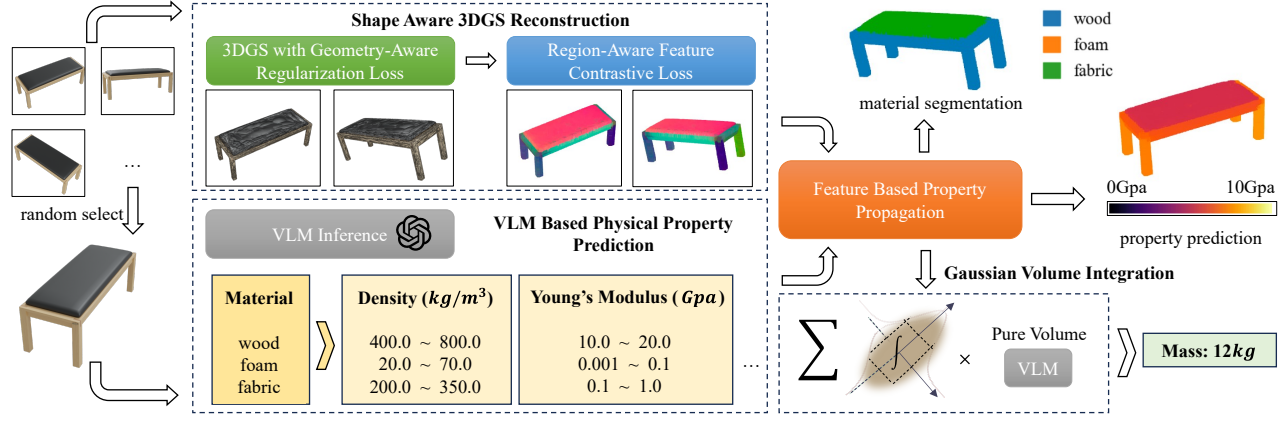 Shape Aware 3DGS Reconstruction
3DGS with Geometry-Aware
Regularization Loss
Region-Aware Feature
Contrastive Loss
...
random select
VLM Inference
VLM Based Physical Property
Prediction
Material
wood
foam
fabric
Density (kg/m³)
400.0 ~ 800.0
20.0 ~ 70.0
200.0 ~ 350.0
Young's Modulus (Gpa)
10.0 ~ 20.0
0.001 ~ 0.1
0.1 ~ 1.0
...
wood
foam
fabric
material segmentation
Feature Based Property
Propagation
0Gpa 10Gpa
property prediction
Gaussian Volume Integration
∑ ∫ ×
Pure Volume
VLM
Mass: 12kg